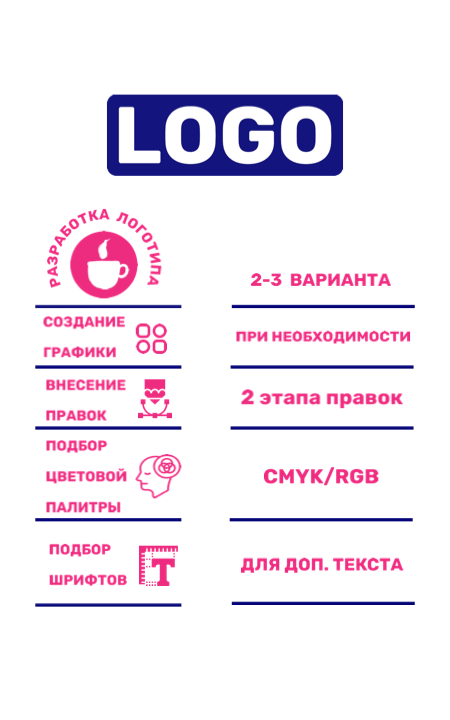 LOGO
РАЗРАБОТКА ЛОГОТИПА
2-3 ВАРИАНТА
СОЗДАНИЕ
ГРАФИКИ
ПРИ НЕОБХОДИМОСТИ
ВНЕСЕНИЕ
ПРАВОК
2 этапа правок
ПОДБОР
ЦВЕТОВОЙ
ПАЛИТРЫ
CMYK/RGB
ПОДБОР
ШРИФТОВ
T
ДЛЯ ДОП. ТЕКСТА